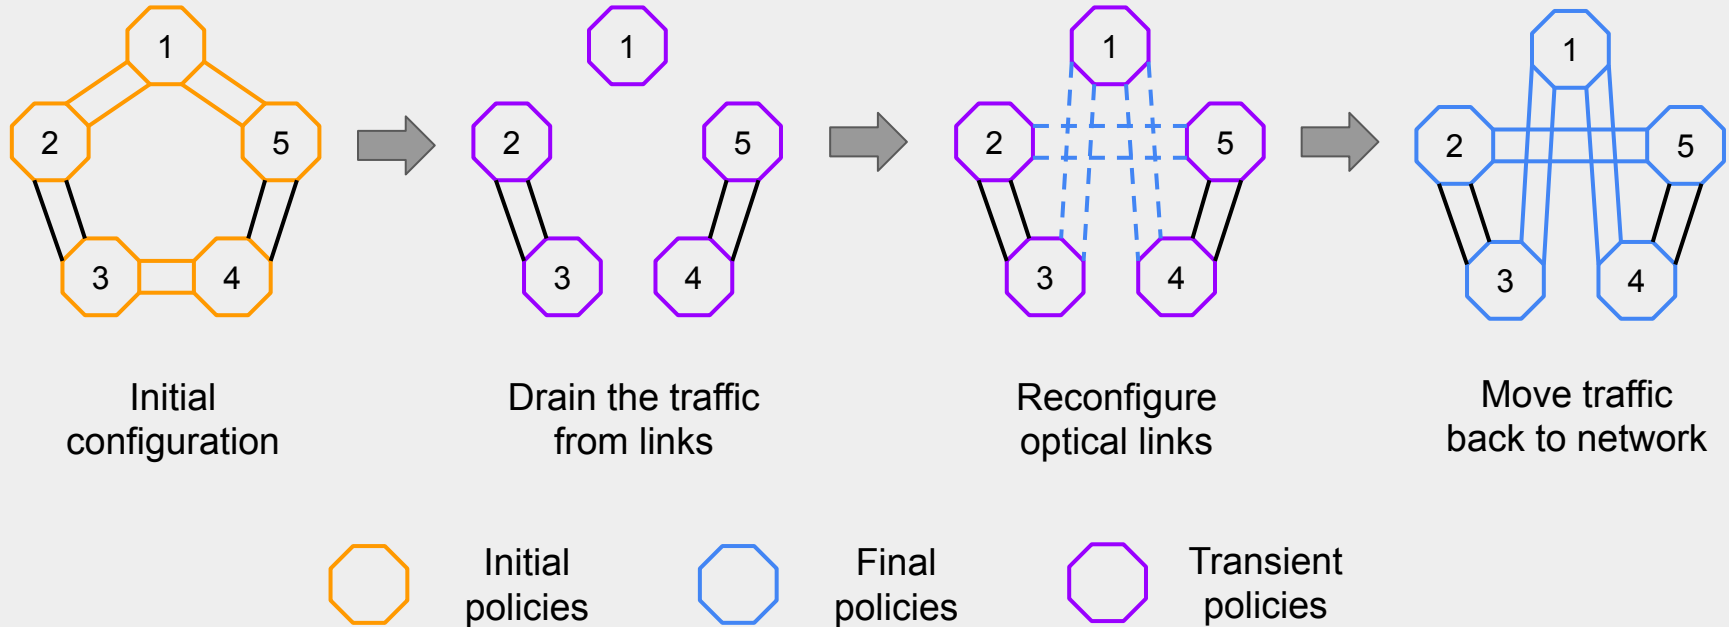 1
2
5
3
4
1
2
5
3
4
1
2
5
3
4
1
2
5
3
4
Initial
configuration
Drain the traffic
from links
Reconfigure
optical links
Move traffic
back to network
Initial
policies
Final
policies
Transient
policies